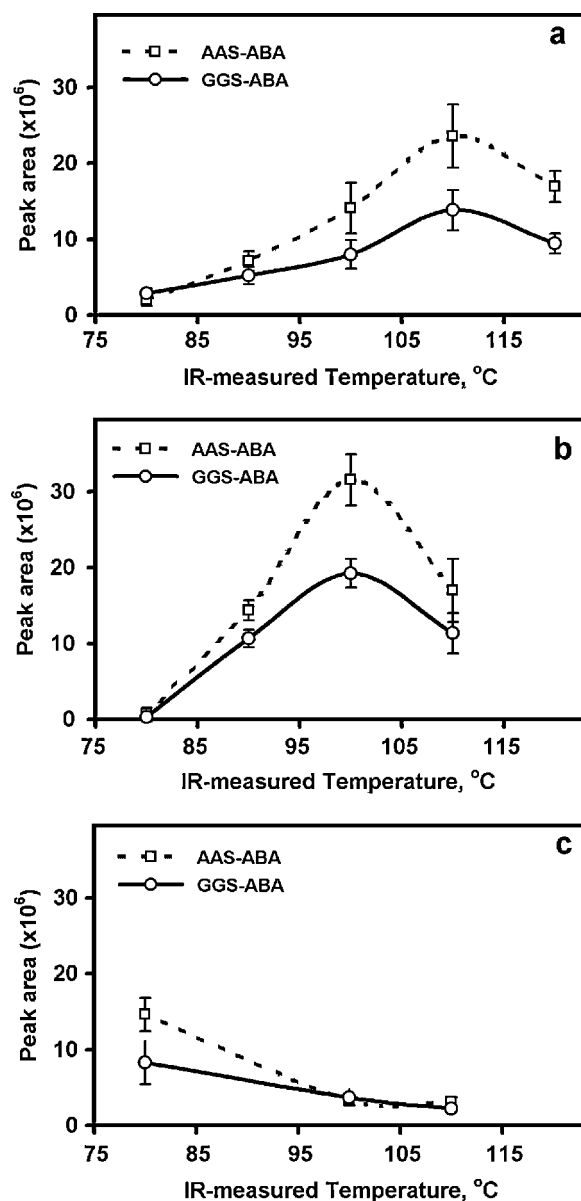 a
AAS-ABA
GGS-ABA
Peak area (x10⁶)
30
20
10
0
75 85 95 105 115
IR-measured Temperature, °C
b
AAS-ABA
GGS-ABA
Peak area (x10⁶)
30
20
10
0
75 85 95 105 115
IR-measured Temperature, °C
c
AAS-ABA
GGS-ABA
Peak area (x10⁶)
30
20
10
0
75 85 95 105 115
IR-measured Temperature, °C